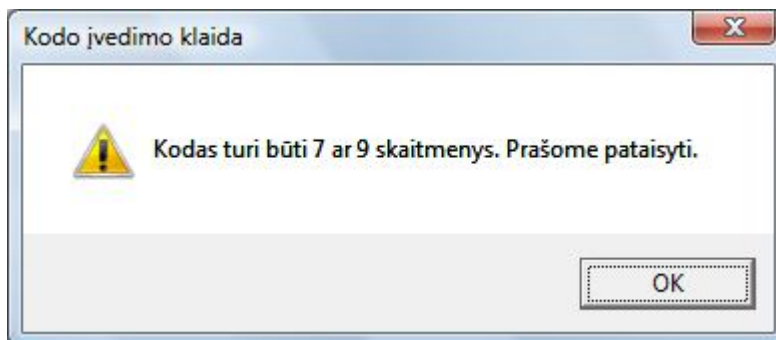 Kodo įvedimo klaida
Kodas turi būti 7 ar 9 skaitmenys. Prašome pataisyti.
OK